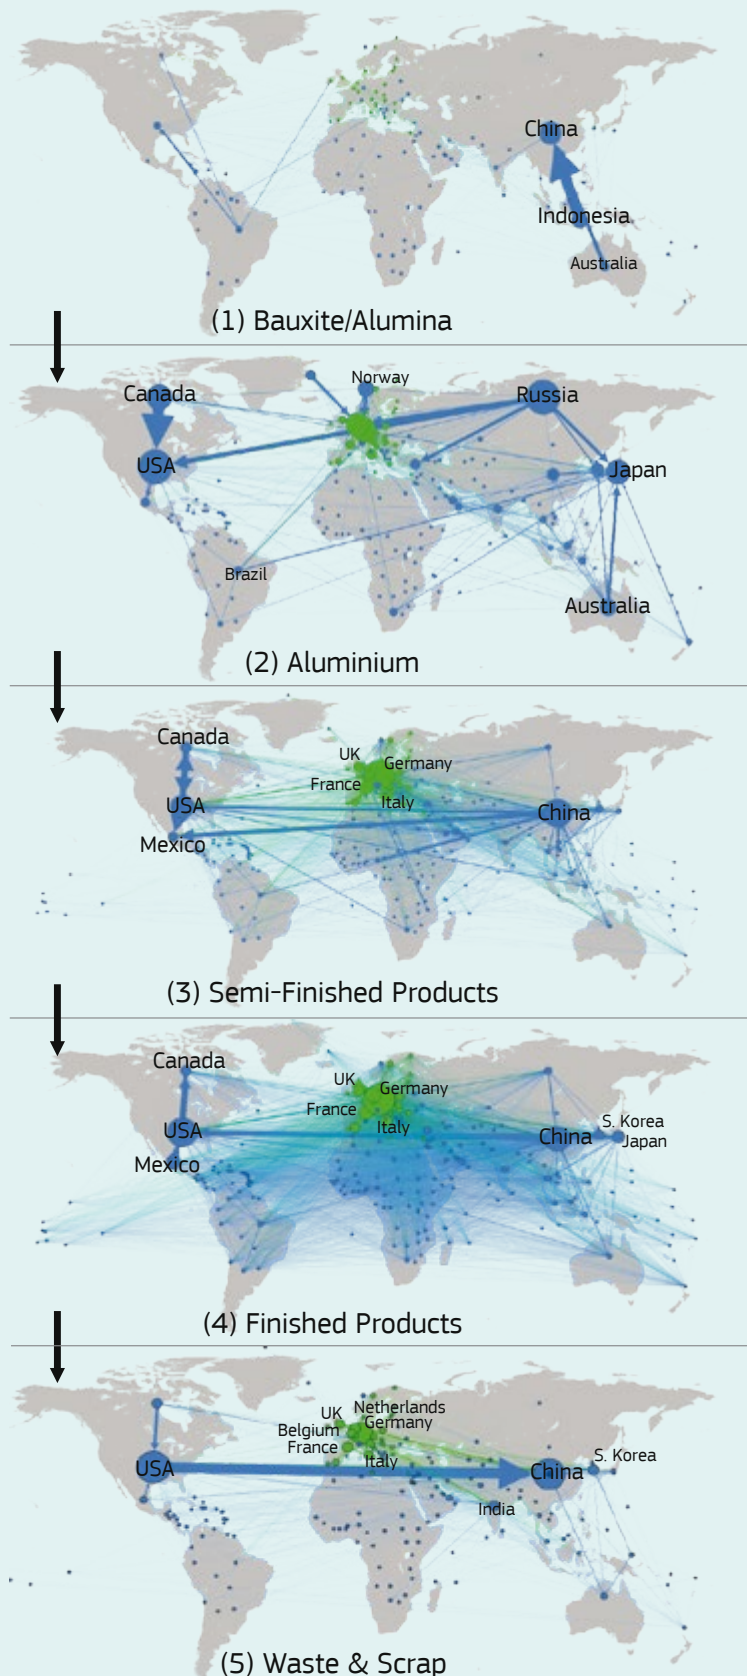 China
Indonesia
Australia
(1) Bauxite/Alumina
Norway
Canada
Russia
USA
Japan
Brazil
Australia
(2) Aluminium
Canada
UK
Germany
France
USA
Italy
China
Mexico
(3) Semi-Finished Products
Canada
UK
Germany
France
S. Korea
USA
Italy
China
Japan
Mexico
(4) Finished Products
Netherlands
UK
Germany
Belgium
France
S. Korea
USA
Italy
China
India
(5) Waste & Scrap